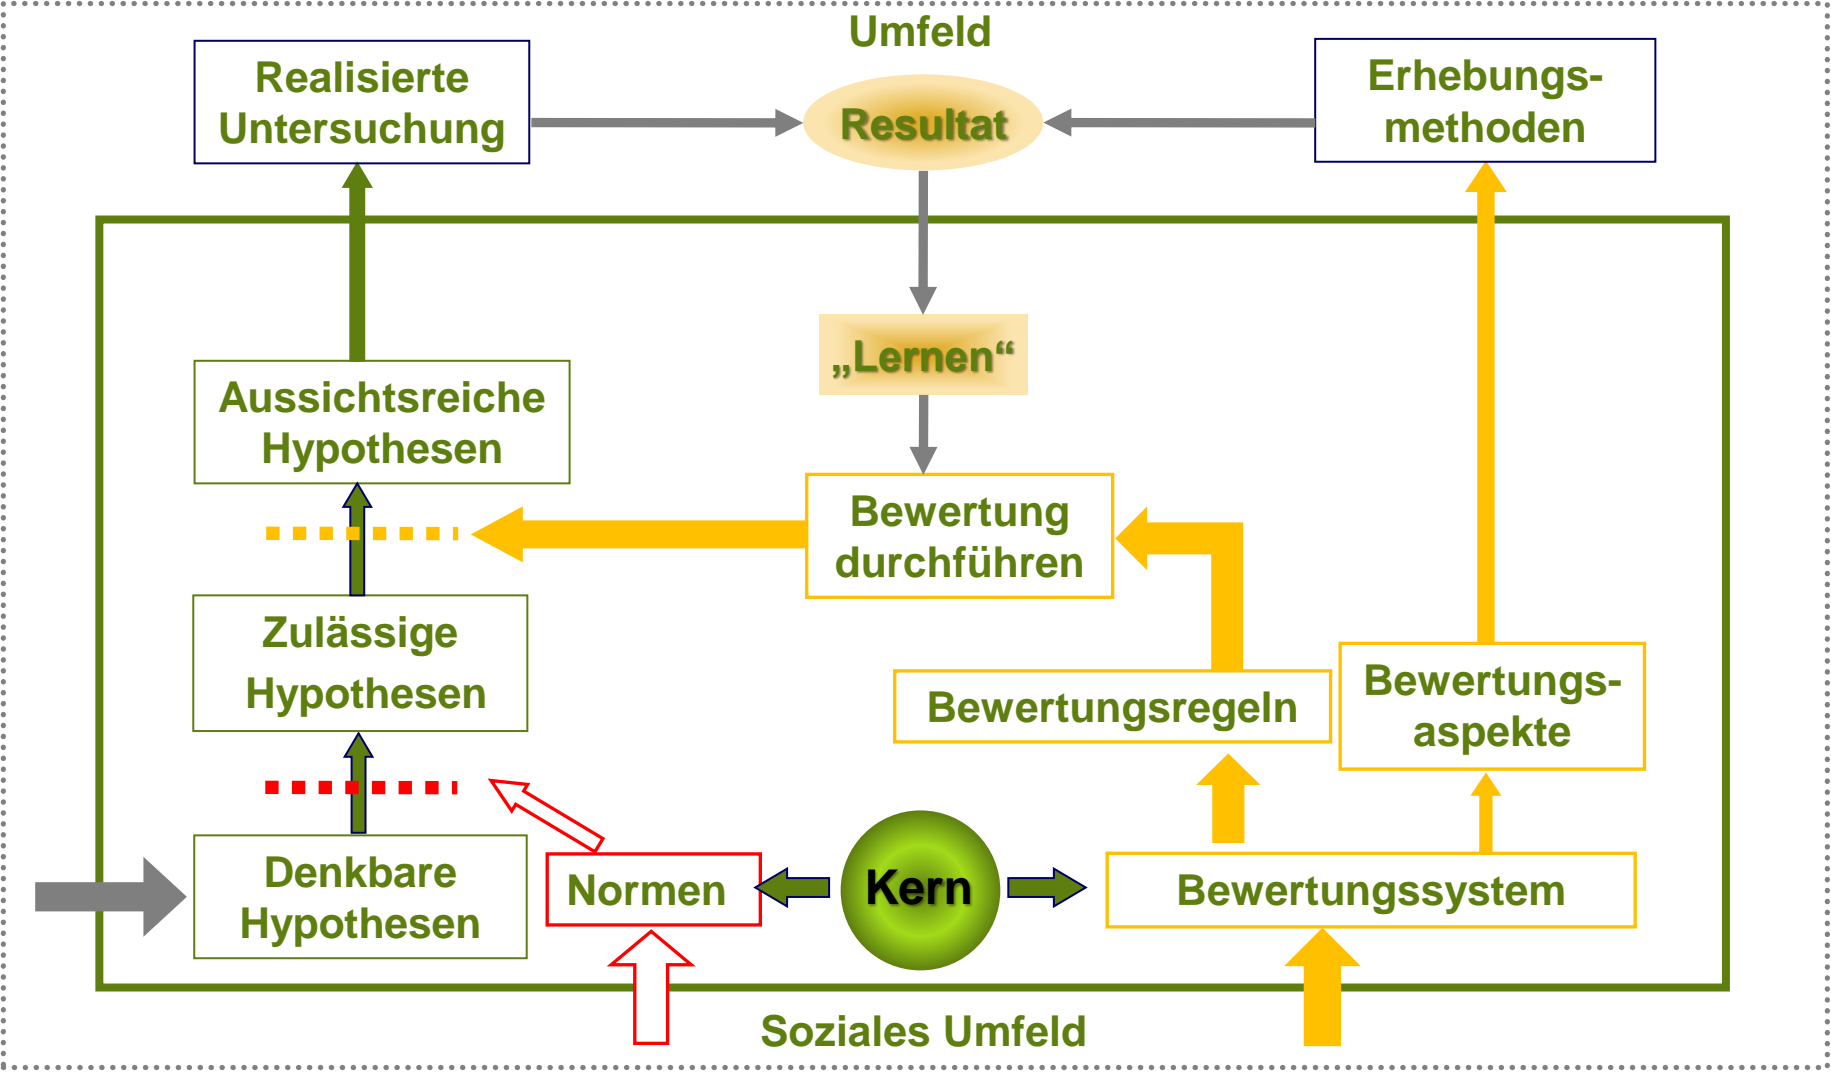 Umfeld
Realisierte
Untersuchung
Resultat
Erhebungs-
methoden
„Lernen“
Aussichtsreiche
Hypothesen
Bewertung
durchführen
Zulässige
Hypothesen
Bewertungsregeln
Bewertungs-
aspekte
Denkbare
Hypothesen
Normen
Kern
Bewertungssystem
Soziales Umfeld